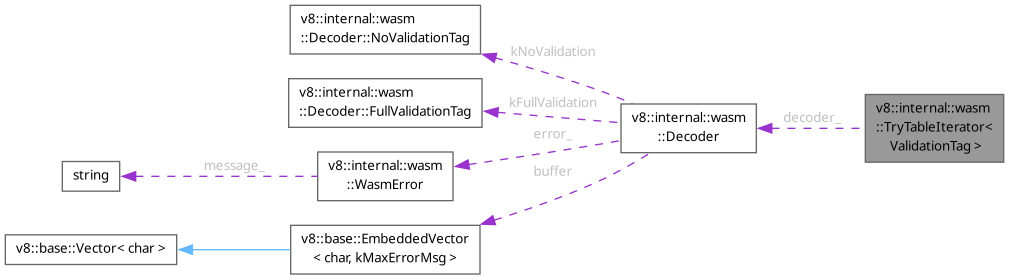 v8::internal::wasm
::Decoder::NoValidationTag
kNoValidation
v8::internal::wasm
::Decoder::FullValidationTag
kFullValidation
v8::internal::wasm
::Decoder
decoder_
v8::internal::wasm
::TryTableIterator<
ValidationTag >
error_
string
message_
v8::internal::wasm
::WasmError
buffer
v8::base::Vector< char >
v8::base::EmbeddedVector
< char, kMaxErrorMsg >